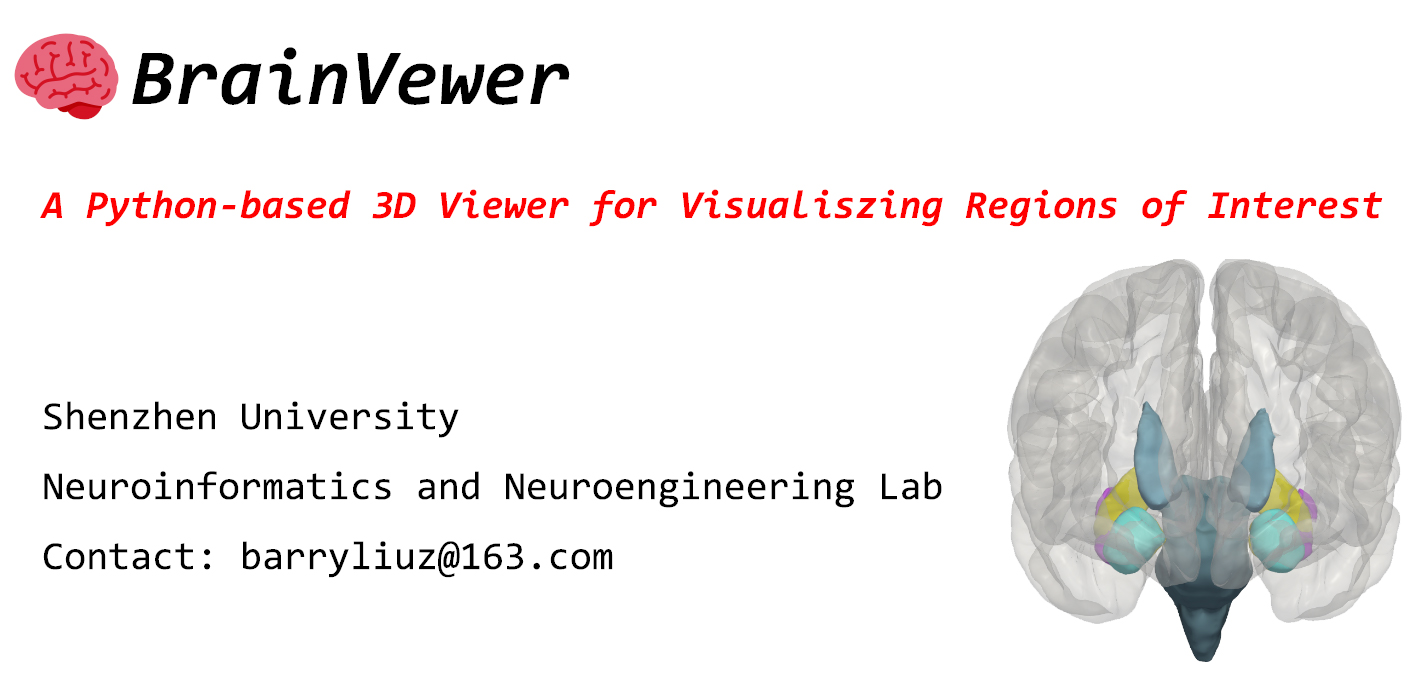 BrainVewer
A Python-based 3D Viewer for Visualiszing Regions of Interest
Shenzhen University
Neuroinformatics and Neuroengineering Lab
Contact: barryliuz@163.com